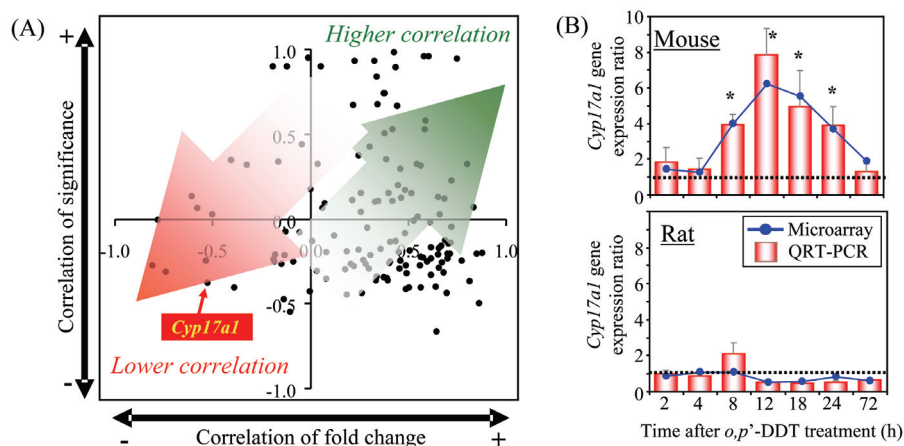 (A)
+
Correlation of significance
-
Higher correlation
1.0
0.5
0.0
-1.0
-0.5
0.0
0.5
1.0
-0.5
-1.0
Cyp17a1
Lower correlation
-
Correlation of fold change
+
(B)
Cyp17a1 gene
expression ratio
10
8
6
4
2
0
Mouse
*
*
*
*
Cyp17a1 gene
expression ratio
10
8
6
4
2
0
Rat
Microarray
QRT-PCR
2 4 8 12 18 24 72
Time after o,p'-DDT treatment (h)